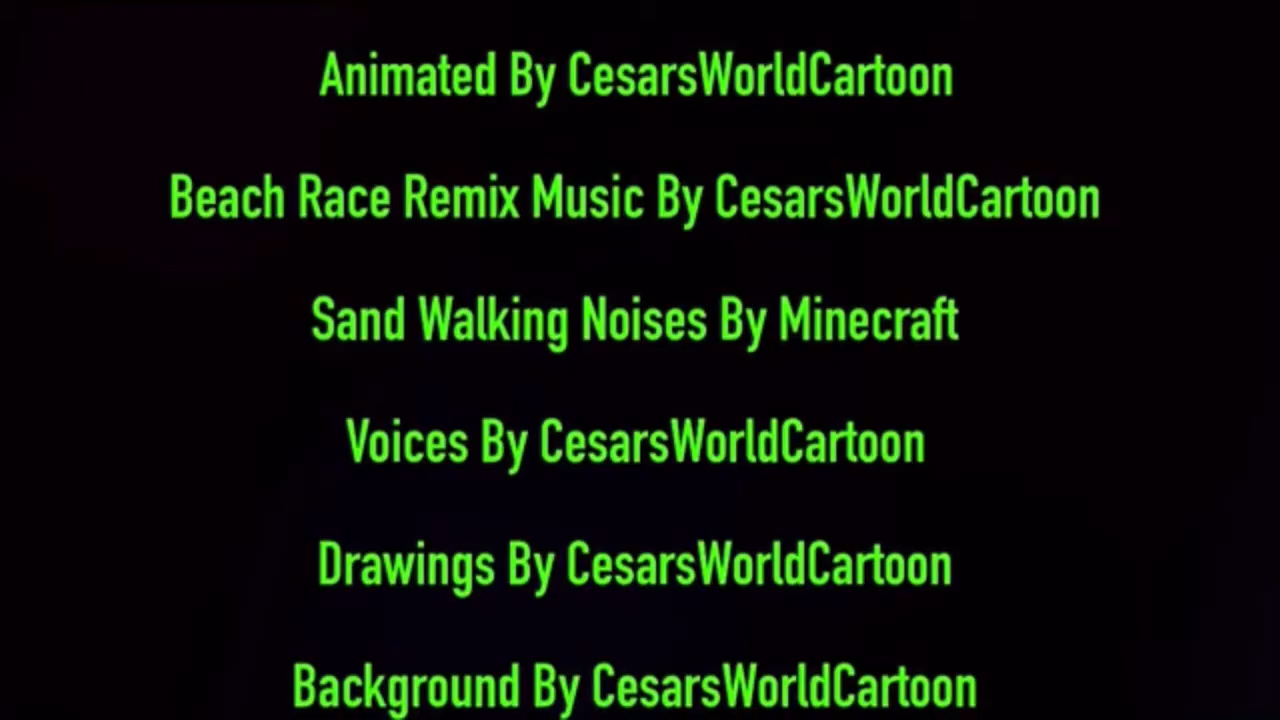 Animated By CesarsWorldCartoon
Beach Race Remix Music By CesarsWorldCartoon
Sand Walking Noises By Minecraft
Voices By CesarsWorldCartoon
Drawings By CesarsWorldCartoon
Background By CesarsWorldCartoon